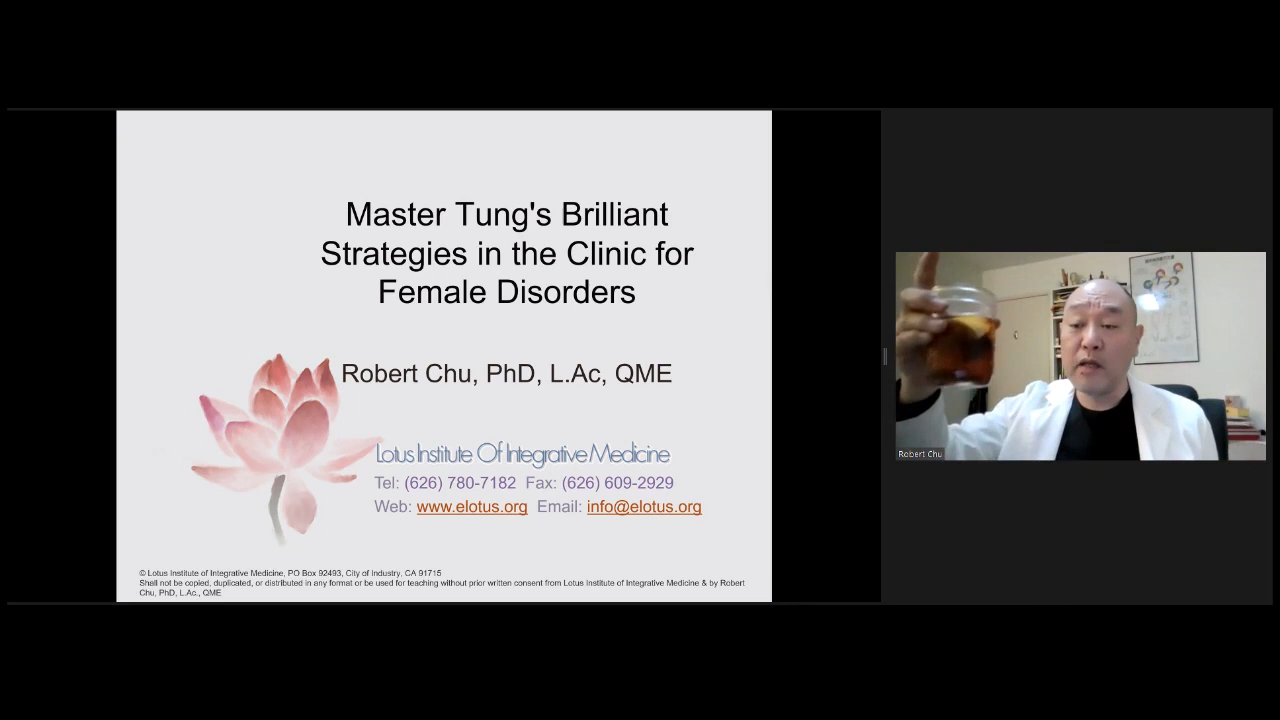 Master Tung's Brilliant
Strategies in the Clinic for
Female Disorders
Robert Chu, PhD, L.Ac, QME
Lotus Institute Of Integrative Medicine
Tel: (626) 780-7182 Fax: (626) 609-2929
Web: www.elotus.org Email: info@elotus.org
© Lotus Institute of Integrative Medicine, PO Box 92493, City of Industry, CA 91715
Shall not be copied, duplicated, or distributed in any format or be used for teaching without prior written consent from Lotus Institute of Integrative Medicine & by Robert
Chu, PhD, L.Ac., QME
Robert Chu